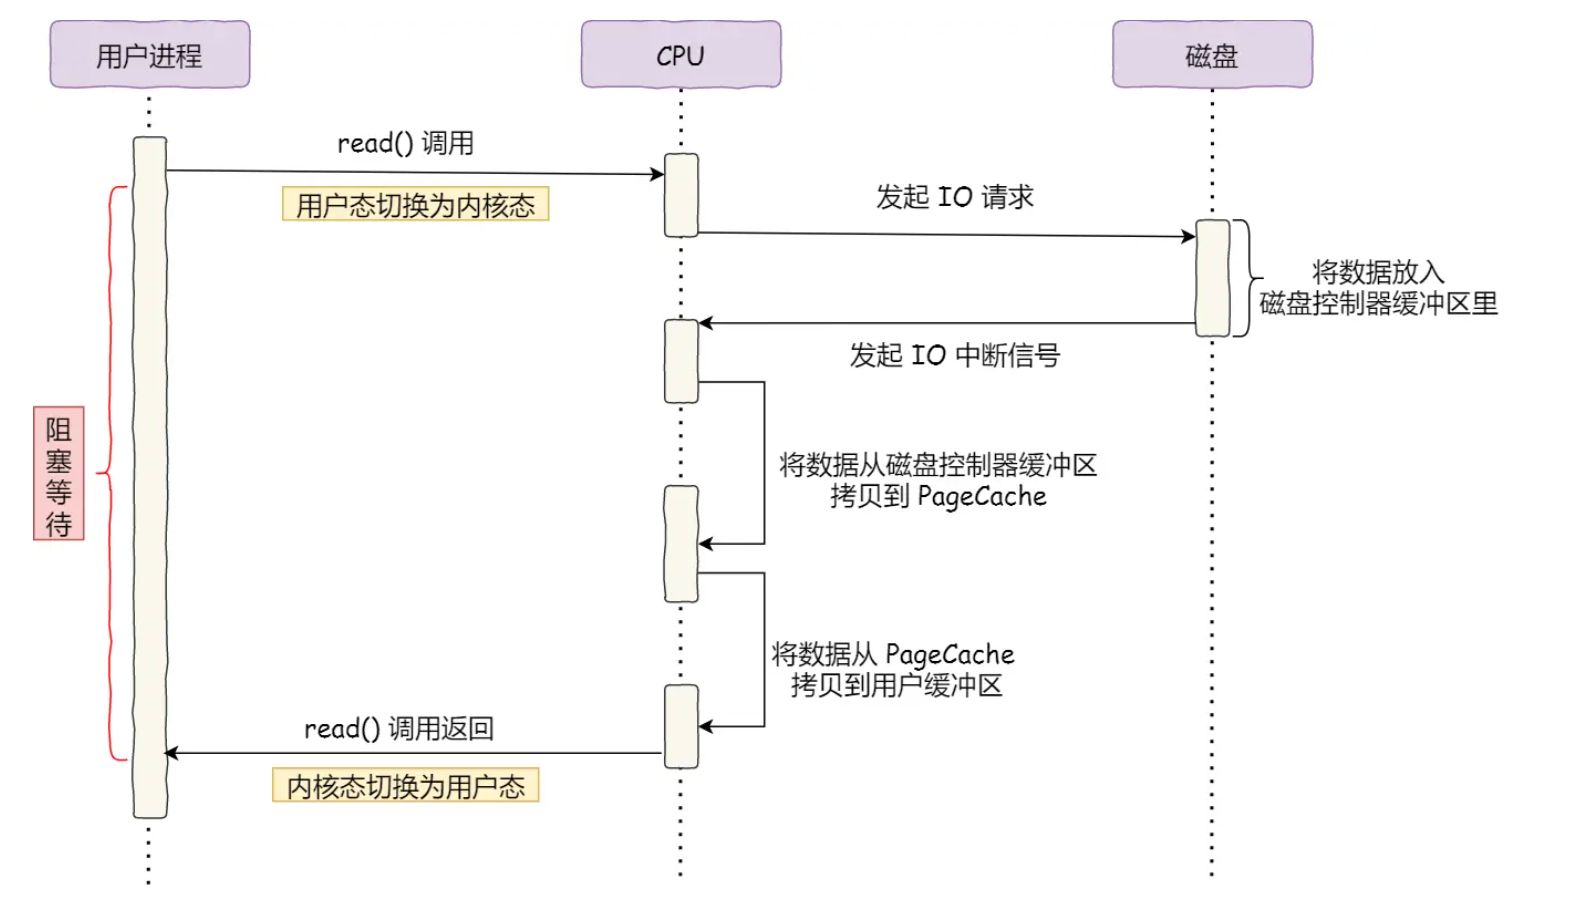 用户进程
CPU
磁盘
read() 调用
用户态切换为内核态
发起 IO 请求
将数据放入
磁盘控制器缓冲区里
发起 IO 中断信号
阻
塞
等
待
将数据从磁盘控制器缓冲区
拷贝到 PageCache
将数据从 PageCache
拷贝到用户缓冲区
read() 调用返回
内核态切换为用户态